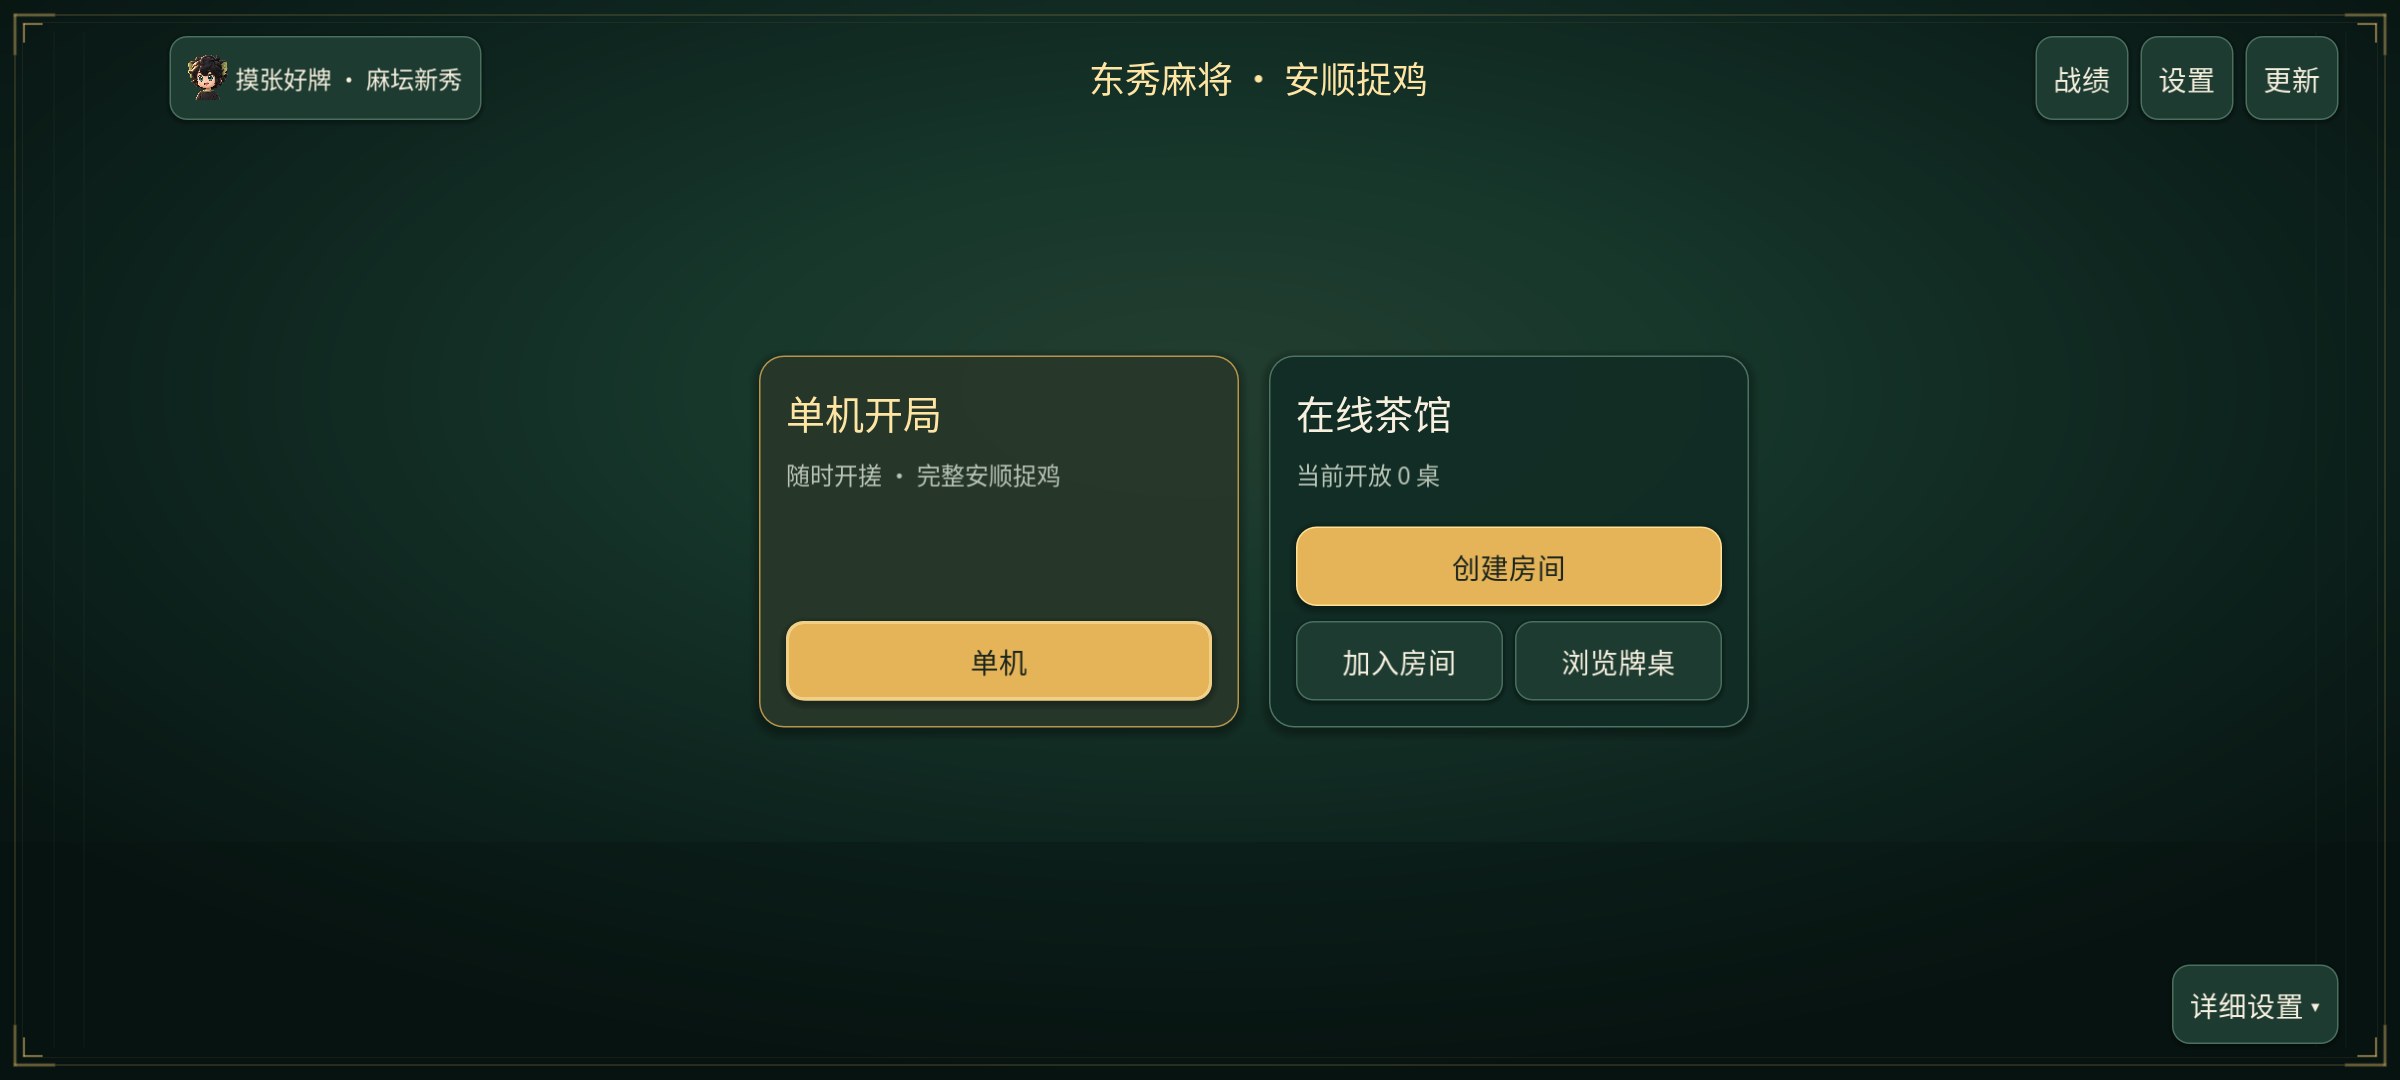 摸张好牌 · 麻坛新秀
东秀麻将 · 安顺捉鸡
战绩
设置
更新
单机开局
随时开搓 · 完整安顺捉鸡
单机
在线茶馆
当前开放 0 桌
创建房间
加入房间
浏览牌桌
详细设置 ▾